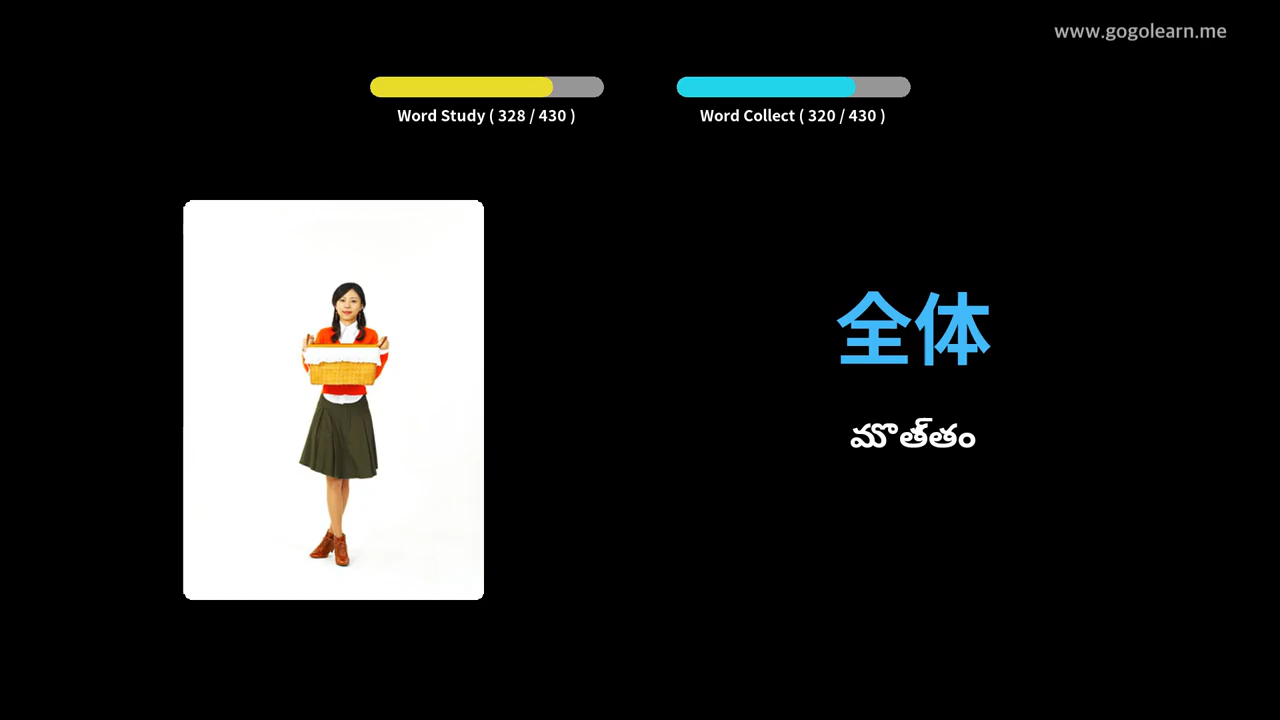 www.gogolearn.me
Word Study ( 328 / 430 )
Word Collect ( 320 / 430 )
全体
మొత్తం